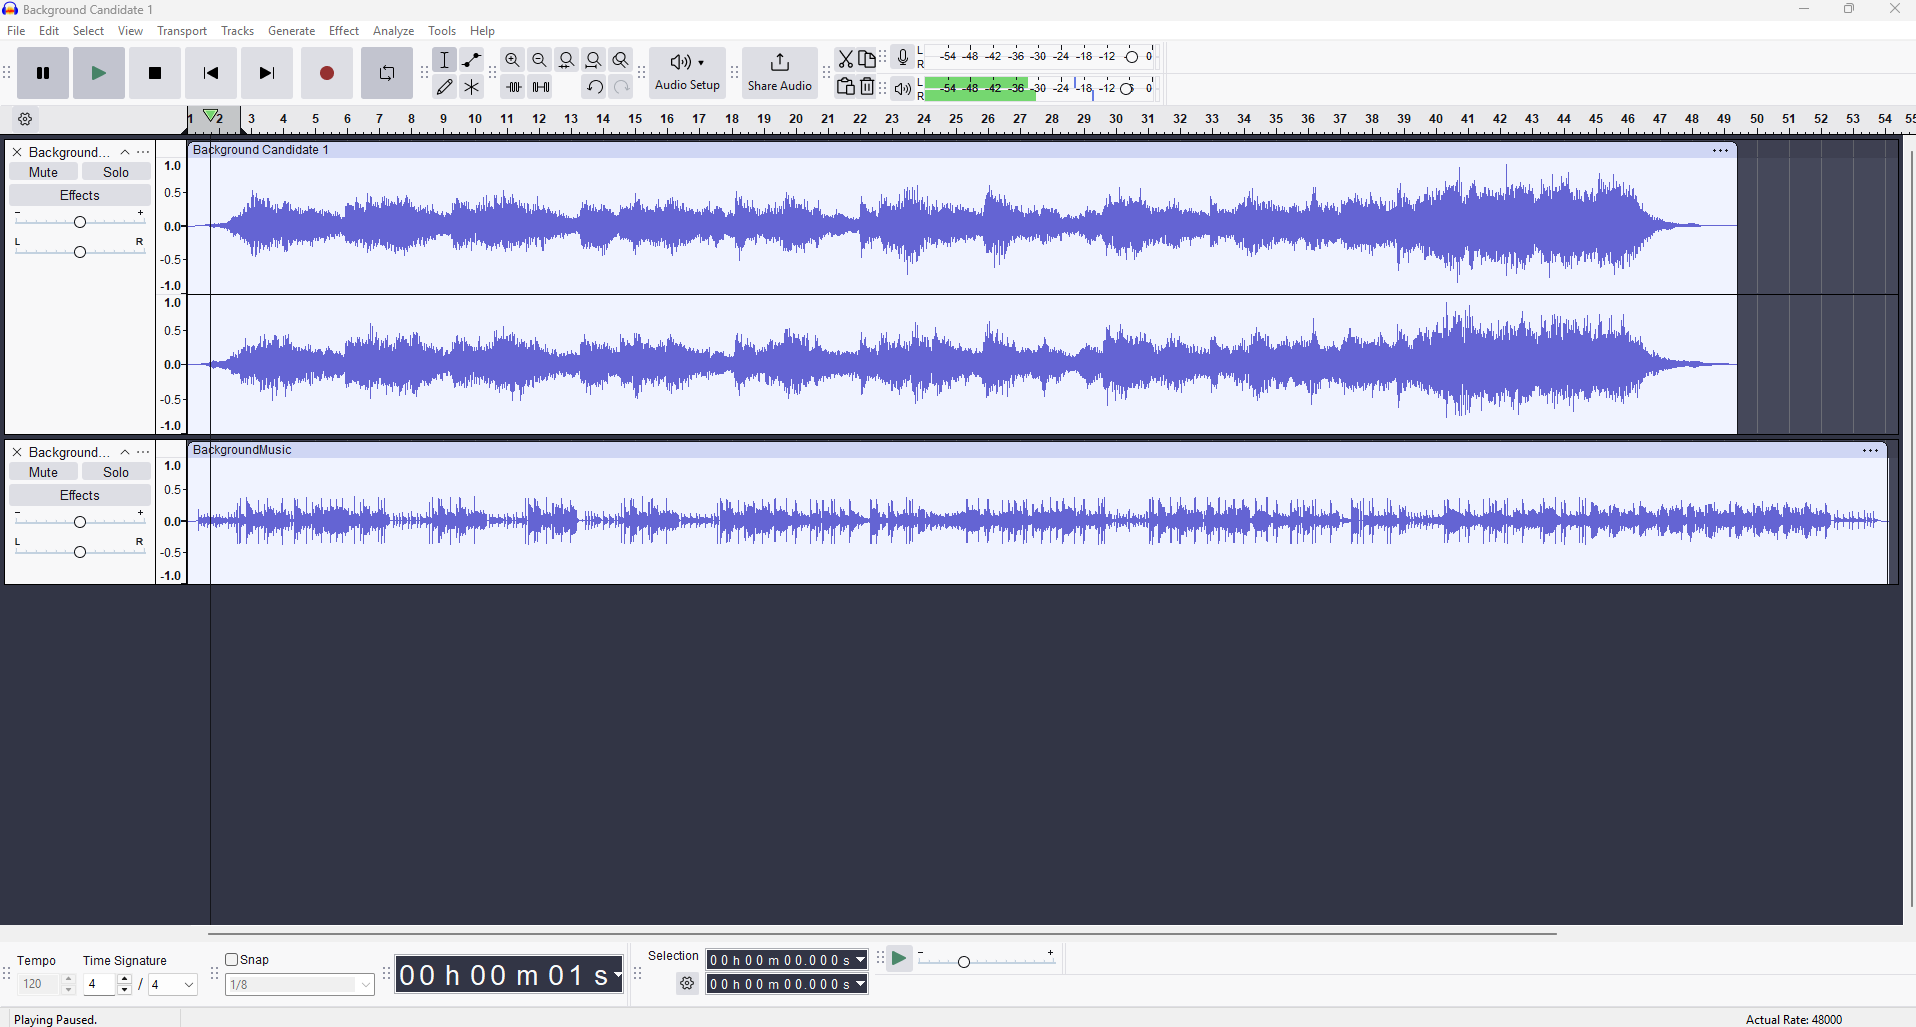 Background Candidate 1
File Edit Select View Transport Tracks Generate Effect Analyze Tools Help
Audio Setup
Share Audio
L
R
-54 -48 -42 -36 -30 -24 -18 -12 0
L
R
-54 -48 -42 -36 -30 -24 -18 -12 6 0
1 2 3 4 5 6 7 8 9 10 11 12 13 14 15 16 17 18 19 20 21 22 23 24 25 26 27 28 29 30 31 32 33 34 35 36 37 38 39 40 41 42 43 44 45 46 47 48 49 50 51 52 53 54 55
Background...
Mute Solo
Effects
- +
L R
1.0
0.5
0.0
-0.5
-1.0
1.0
0.5
0.0
-0.5
-1.0
Background Candidate 1
Background...
Mute Solo
Effects
- +
L R
1.0
0.5
0.0
-0.5
-1.0
BackgroundMusic
Tempo
120
Time Signature
4 / 4
Snap
1/8
00 h 00 m 01 s
Selection
00 h 00 m 00.000 s
00 h 00 m 00.000 s
- +
Playing Paused.
Actual Rate: 48000